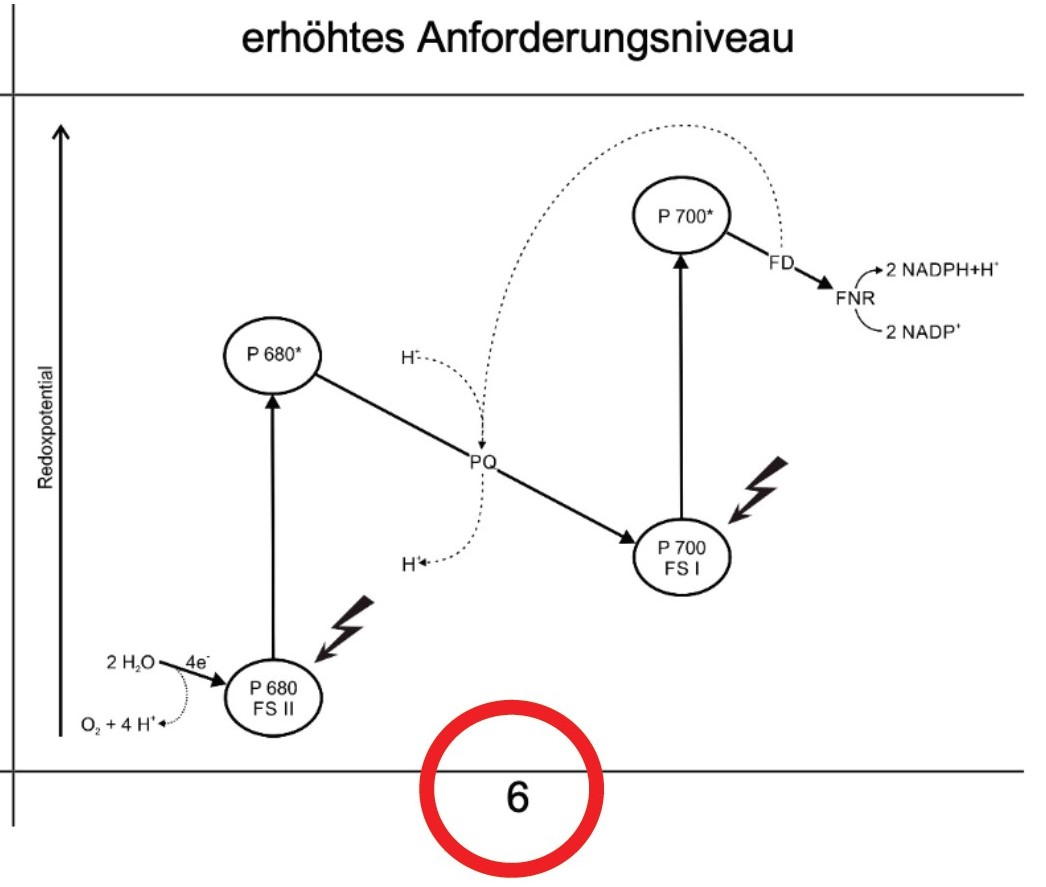 erhöhtes Anforderungsniveau
Redoxpotential
P 700*
FD
FNR
2 NADPH+H⁺
2 NADP⁺
P 680*
H⁺
PQ
H⁺
P 700
FS I
2 H₂O
4e⁻
P 680
FS II
O₂ + 4 H⁺
6